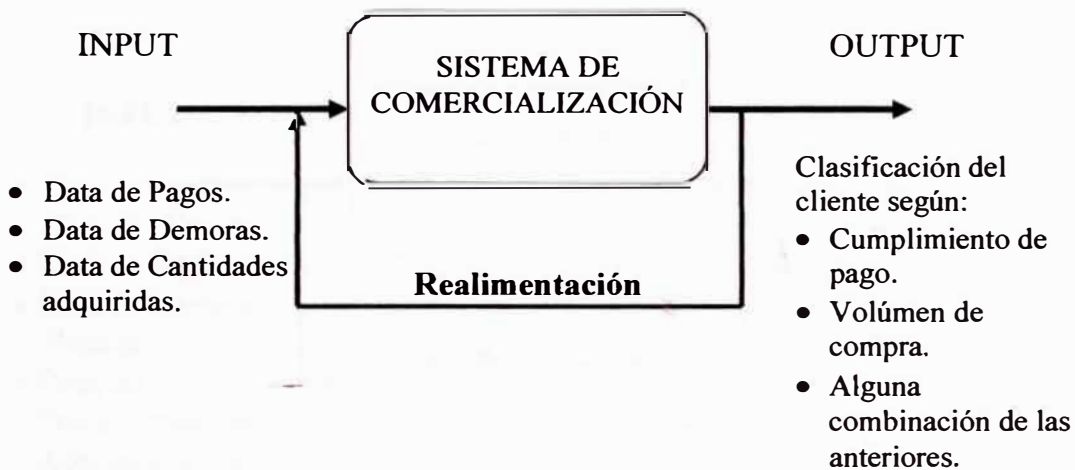 INPUT
SISTEMA DE
COMERCIALIZACIÓN
OUTPUT
• Data de Pagos.
• Data de Demoras.
• Data de Cantidades
adquiridas.
Realimentación
Clasificación del
cliente según:
• Cumplimiento de
pago.
• Volúmen de
compra.
• Alguna
combinación de las
anteriores.